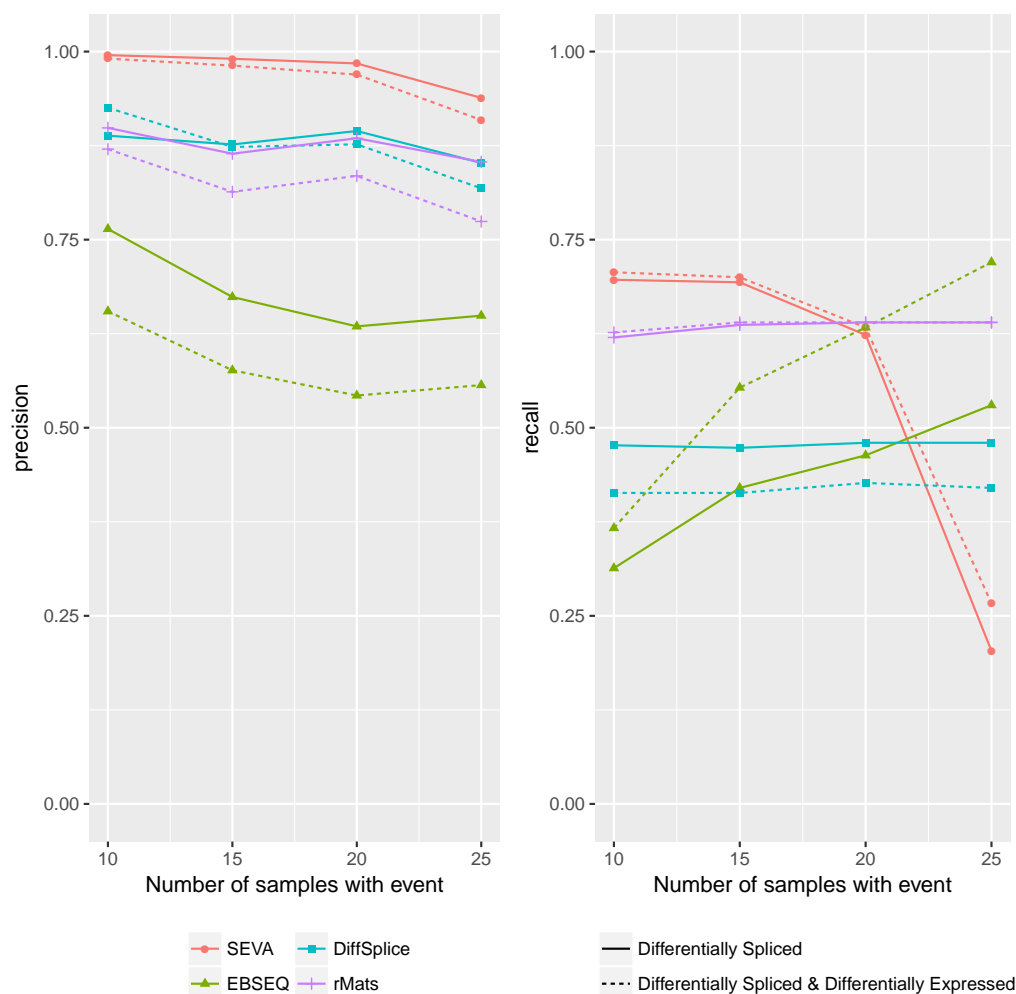 1.00
0.75
0.50
0.25
0.00
precision
10 15 20 25
Number of samples with event
1.00
0.75
0.50
0.25
0.00
recall
10 15 20 25
Number of samples with event
SEVA
EBSEQ
DiffSplice
rMats
Differentially Spliced
Differentially Spliced & Differentially Expressed